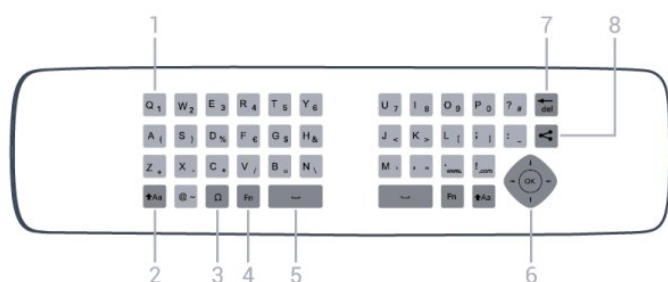 1 7 8
Q 1 W 2 E 3 R 4 T 5 Y 6 U 7 I 8 O 9 P 0 ? # del
A ( S ) D % F € G $ H & J < K > L [ ; ] : _
Z + X - C * V / B = N \ M ' , " . www. ! .com
Aa @ ~ Ω Fn Fn Aa OK
2 3 4 5 6